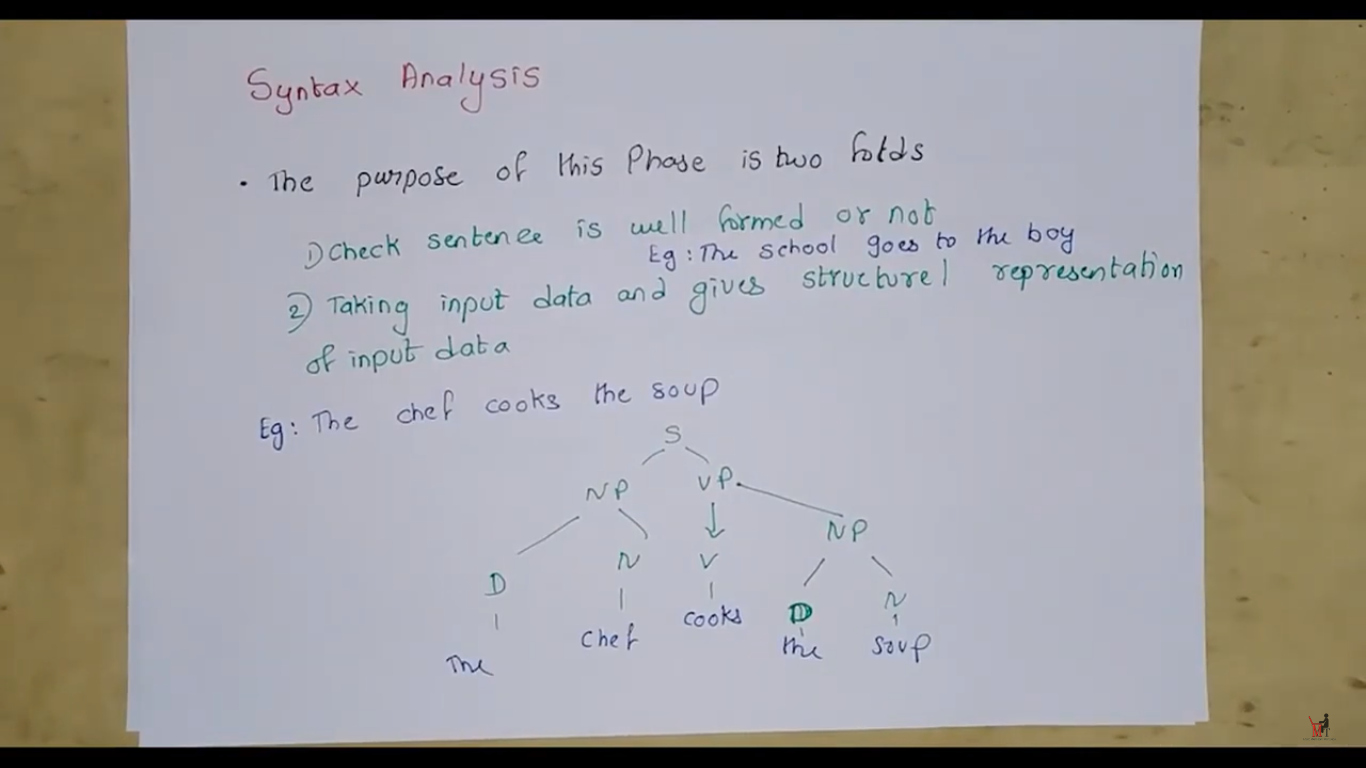 Syntax Analysis
• The purpose of this Phase is two folds
1) Check sentence is well formed or not
Eg: The school goes to the boy
2) Taking input data and gives structurel representation
of input data
Eg: The chef cooks the soup
S
NP VP
NP
D N V
D N
The chef cooks the soup